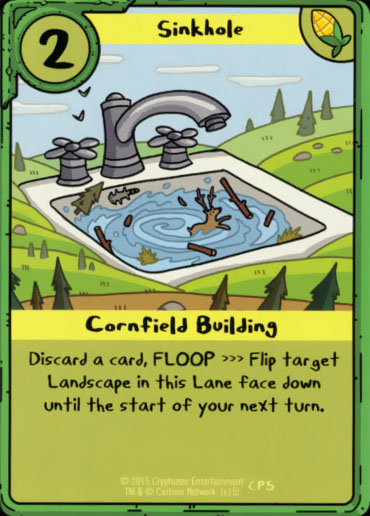 2
Sinkhole
Cornfield Building
Discard a card, FLOOP >>> Flip target
Landscape in this Lane face down
until the start of your next turn.
© 2015 Cryptozoic Entertainment
TM & © Cartoon Network (s15)
CP5